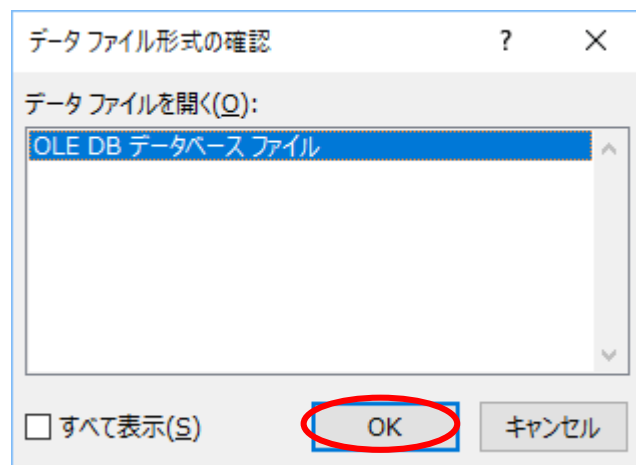 データ ファイル形式の確認 ? ×
データ ファイルを開く(O):
OLE DB データベース ファイル
すべて表示(S) OK キャンセル